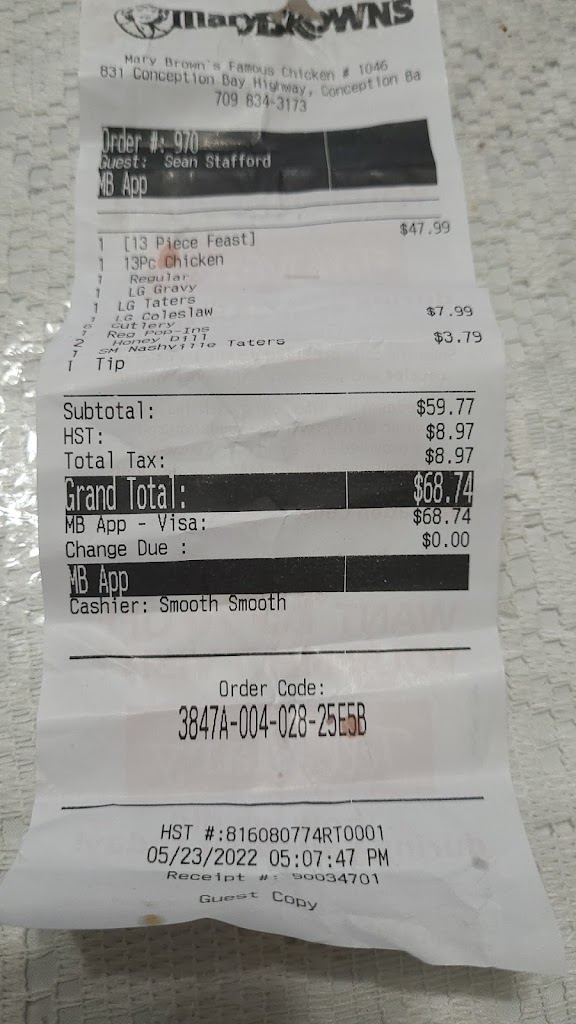 MARYBROWNS
Mary Brown's Famous Chicken # 1046
831 Conception Bay Highway, Conception Ba
709 834-3173
Order #: 970
Guest: Sean Stafford
MB App
1 [13 Piece Feast] $47.99
1 13Pc Chicken
1 Regular
1 LG Gravy
1 LG Taters
1 LG Coleslaw
6 Cutlery
1 Reg Pop-Ins $7.99
2 Honey Dill
1 SM Nashville Taters $3.79
1 Tip
Subtotal: $59.77
HST: $8.97
Total Tax: $8.97
Grand Total: $68.74
MB App - Visa: $68.74
Change Due : $0.00
MB App
Cashier: Smooth Smooth
Order Code:
3847A-004-028-25E5B
HST #:816080774RT0001
05/23/2022 05:07:47 PM
Receipt #: 90034701
Guest Copy